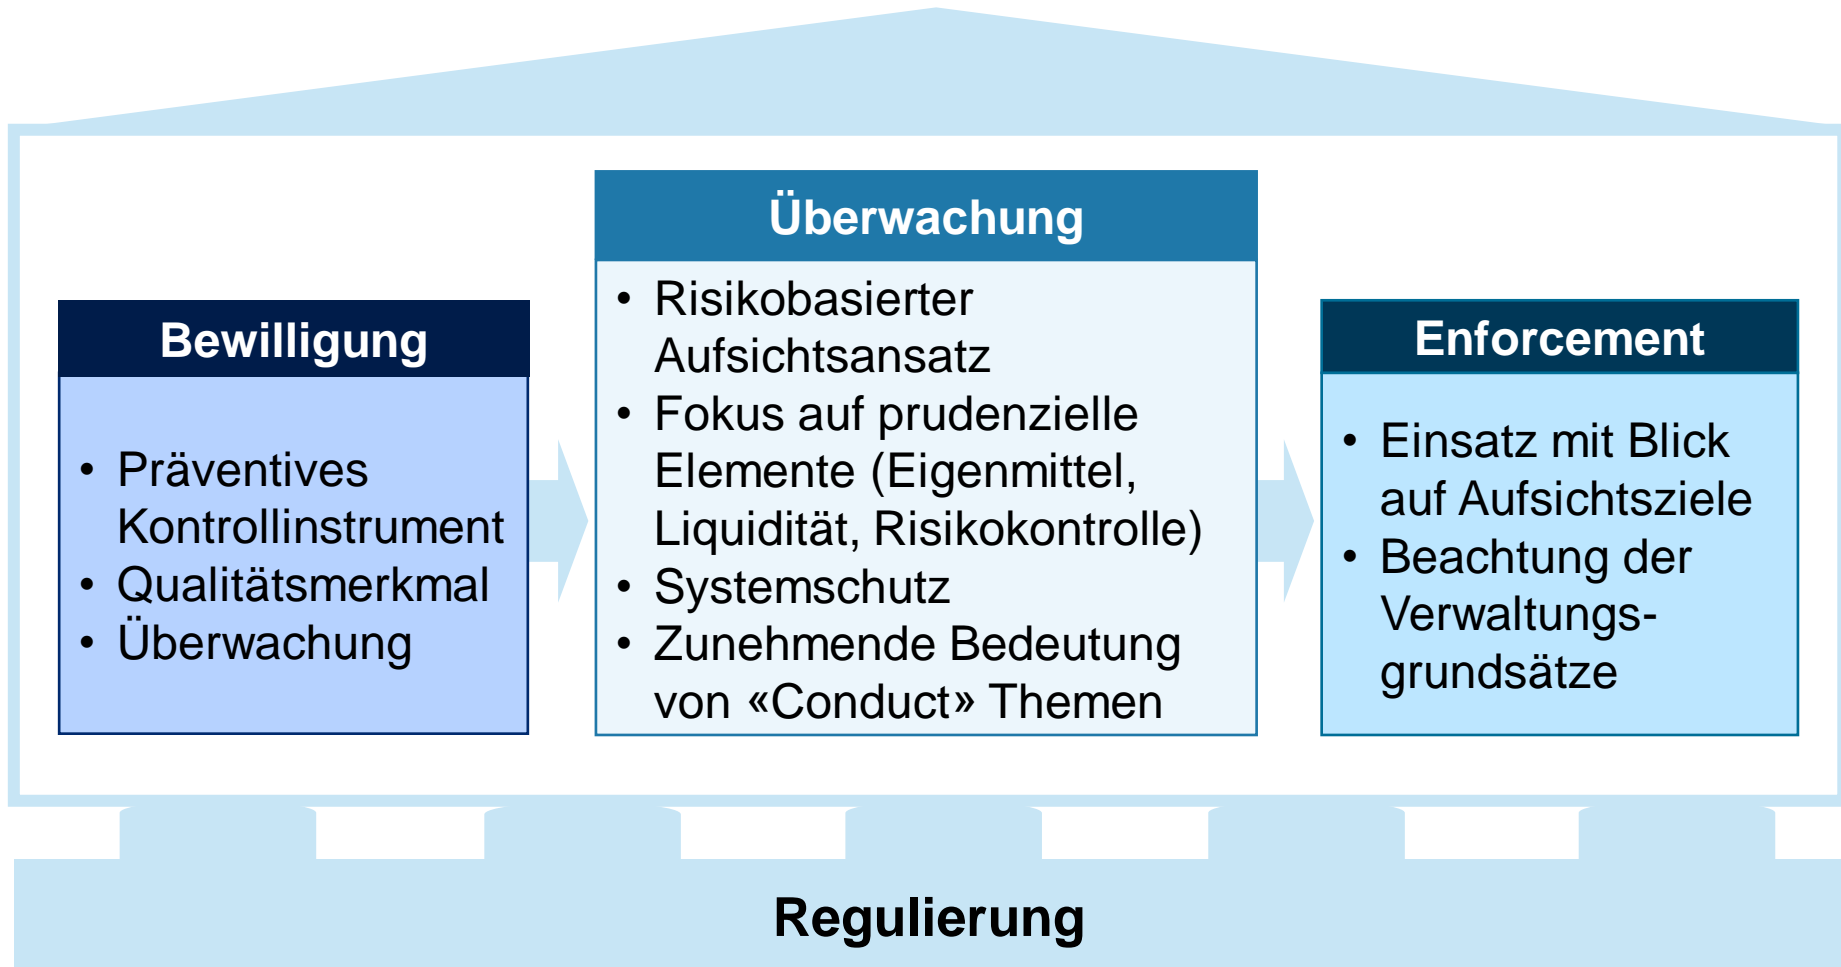 Bewilligung
• Präventives
Kontrollinstrument
• Qualitätsmerkmal
• Überwachung
Überwachung
• Risikobasierter
Aufsichtsansatz
• Fokus auf prudenzielle
Elemente (Eigenmittel,
Liquidität, Risikokontrolle)
• Systemschutz
• Zunehmende Bedeutung
von «Conduct» Themen
Enforcement
• Einsatz mit Blick
auf Aufsichtsziele
• Beachtung der
Verwaltungs-
grundsätze
Regulierung